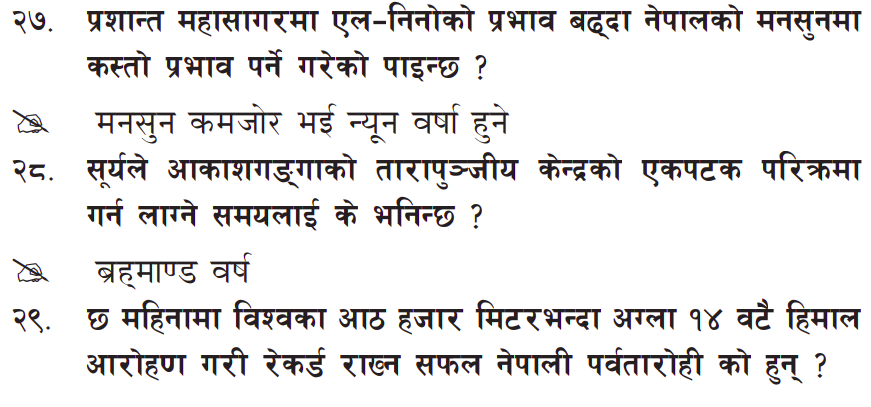 २७. प्रशान्त महासागरमा एल-निनोको प्रभाव बढ्दा नेपालको मनसुनमा
कस्तो प्रभाव पर्ने गरेको पाइन्छ ?
मनसुन कमजोर भई न्यून वर्षा हुने
२८. सूर्यले आकाशगङ्गाको तारापुञ्जीय केन्द्रको एकपटक परिक्रमा
गर्न लाग्ने समयलाई के भनिन्छ ?
ब्रह्माण्ड वर्ष
२९. छ महिनामा विश्वका आठ हजार मिटरभन्दा अग्ला १४ वटै हिमाल
आरोहण गरी रेकर्ड राख्न सफल नेपाली पर्वतारोही को हुन् ?